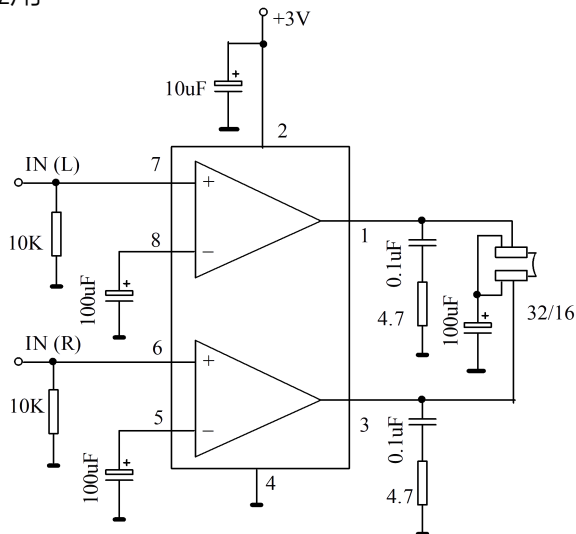 +3V
10uF
2
IN (L)
7
+
10K
8
−
100uF
1
0.1uF
4.7
100uF
32/16
IN (R)
6
+
10K
5
−
100uF
3
0.1uF
4.7
4